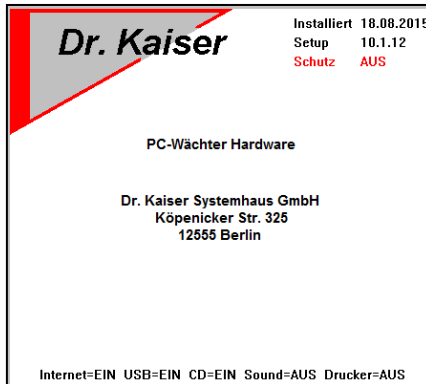 Dr. Kaiser
Installiert 18.08.2015
Setup 10.1.12
Schutz AUS
PC-Wächter Hardware
Dr. Kaiser Systemhaus GmbH
Köpenicker Str. 325
12555 Berlin
Internet=EIN USB=EIN CD=EIN Sound=AUS Drucker=AUS